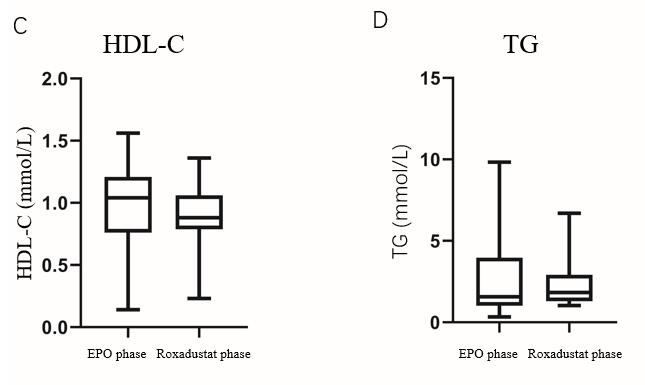 C
HDL-C
HDL-C (mmol/L)
2.0
1.5
1.0
0.5
0.0
EPO phase Roxadustat phase
D
TG
TG (mmol/L)
15
10
5
0
EPO phase Roxadustat phase